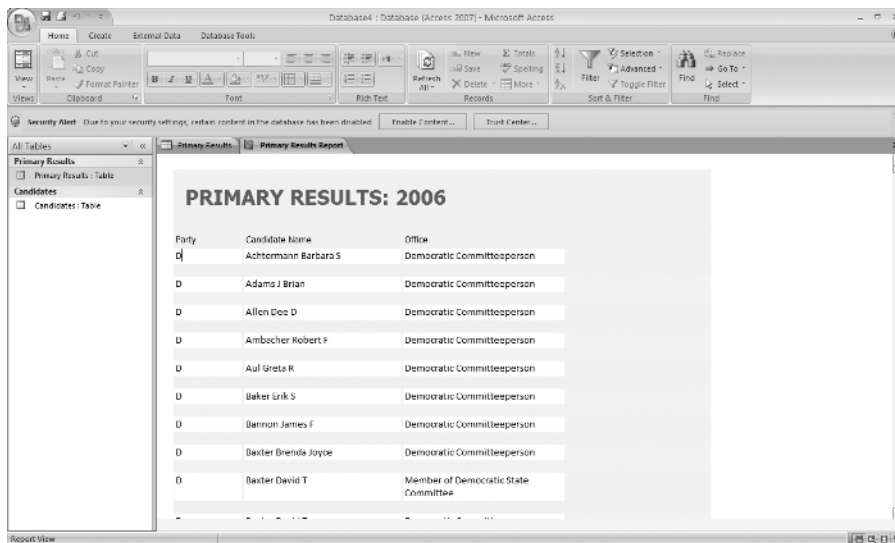 Database4 : Database (Access 2007) - Microsoft Access
Home Create External Data Database Tools
View
Paste
Cut
Copy
Format Painter
B I U A
Refresh All
New
Save
Delete
Σ Totals
Spelling
More
Filter
Selection
Advanced
Toggle Filter
Find
Replace
Go To
Select
Views Clipboard Font Rich Text Records Sort & Filter Find
Security Alert Due to your security settings, certain content in the database has been disabled Enable Content... Trust Center...
All Tables
Primary Results
Primary Results : Table
Candidates
Candidates : Table
Primary Results Primary Results Report
PRIMARY RESULTS: 2006
Party Candidate Name Office
D Achtermann Barbara S Democratic Committeeperson
D Adams J Brian Democratic Committeeperson
D Allen Dee D Democratic Committeeperson
D Ambacher Robert F Democratic Committeeperson
D Aul Greta R Democratic Committeeperson
D Baker Erik S Democratic Committeeperson
D Bannon James F Democratic Committeeperson
D Baxter Brenda Joyce Democratic Committeeperson
D Baxter David T Member of Democratic State
Committee
Report View